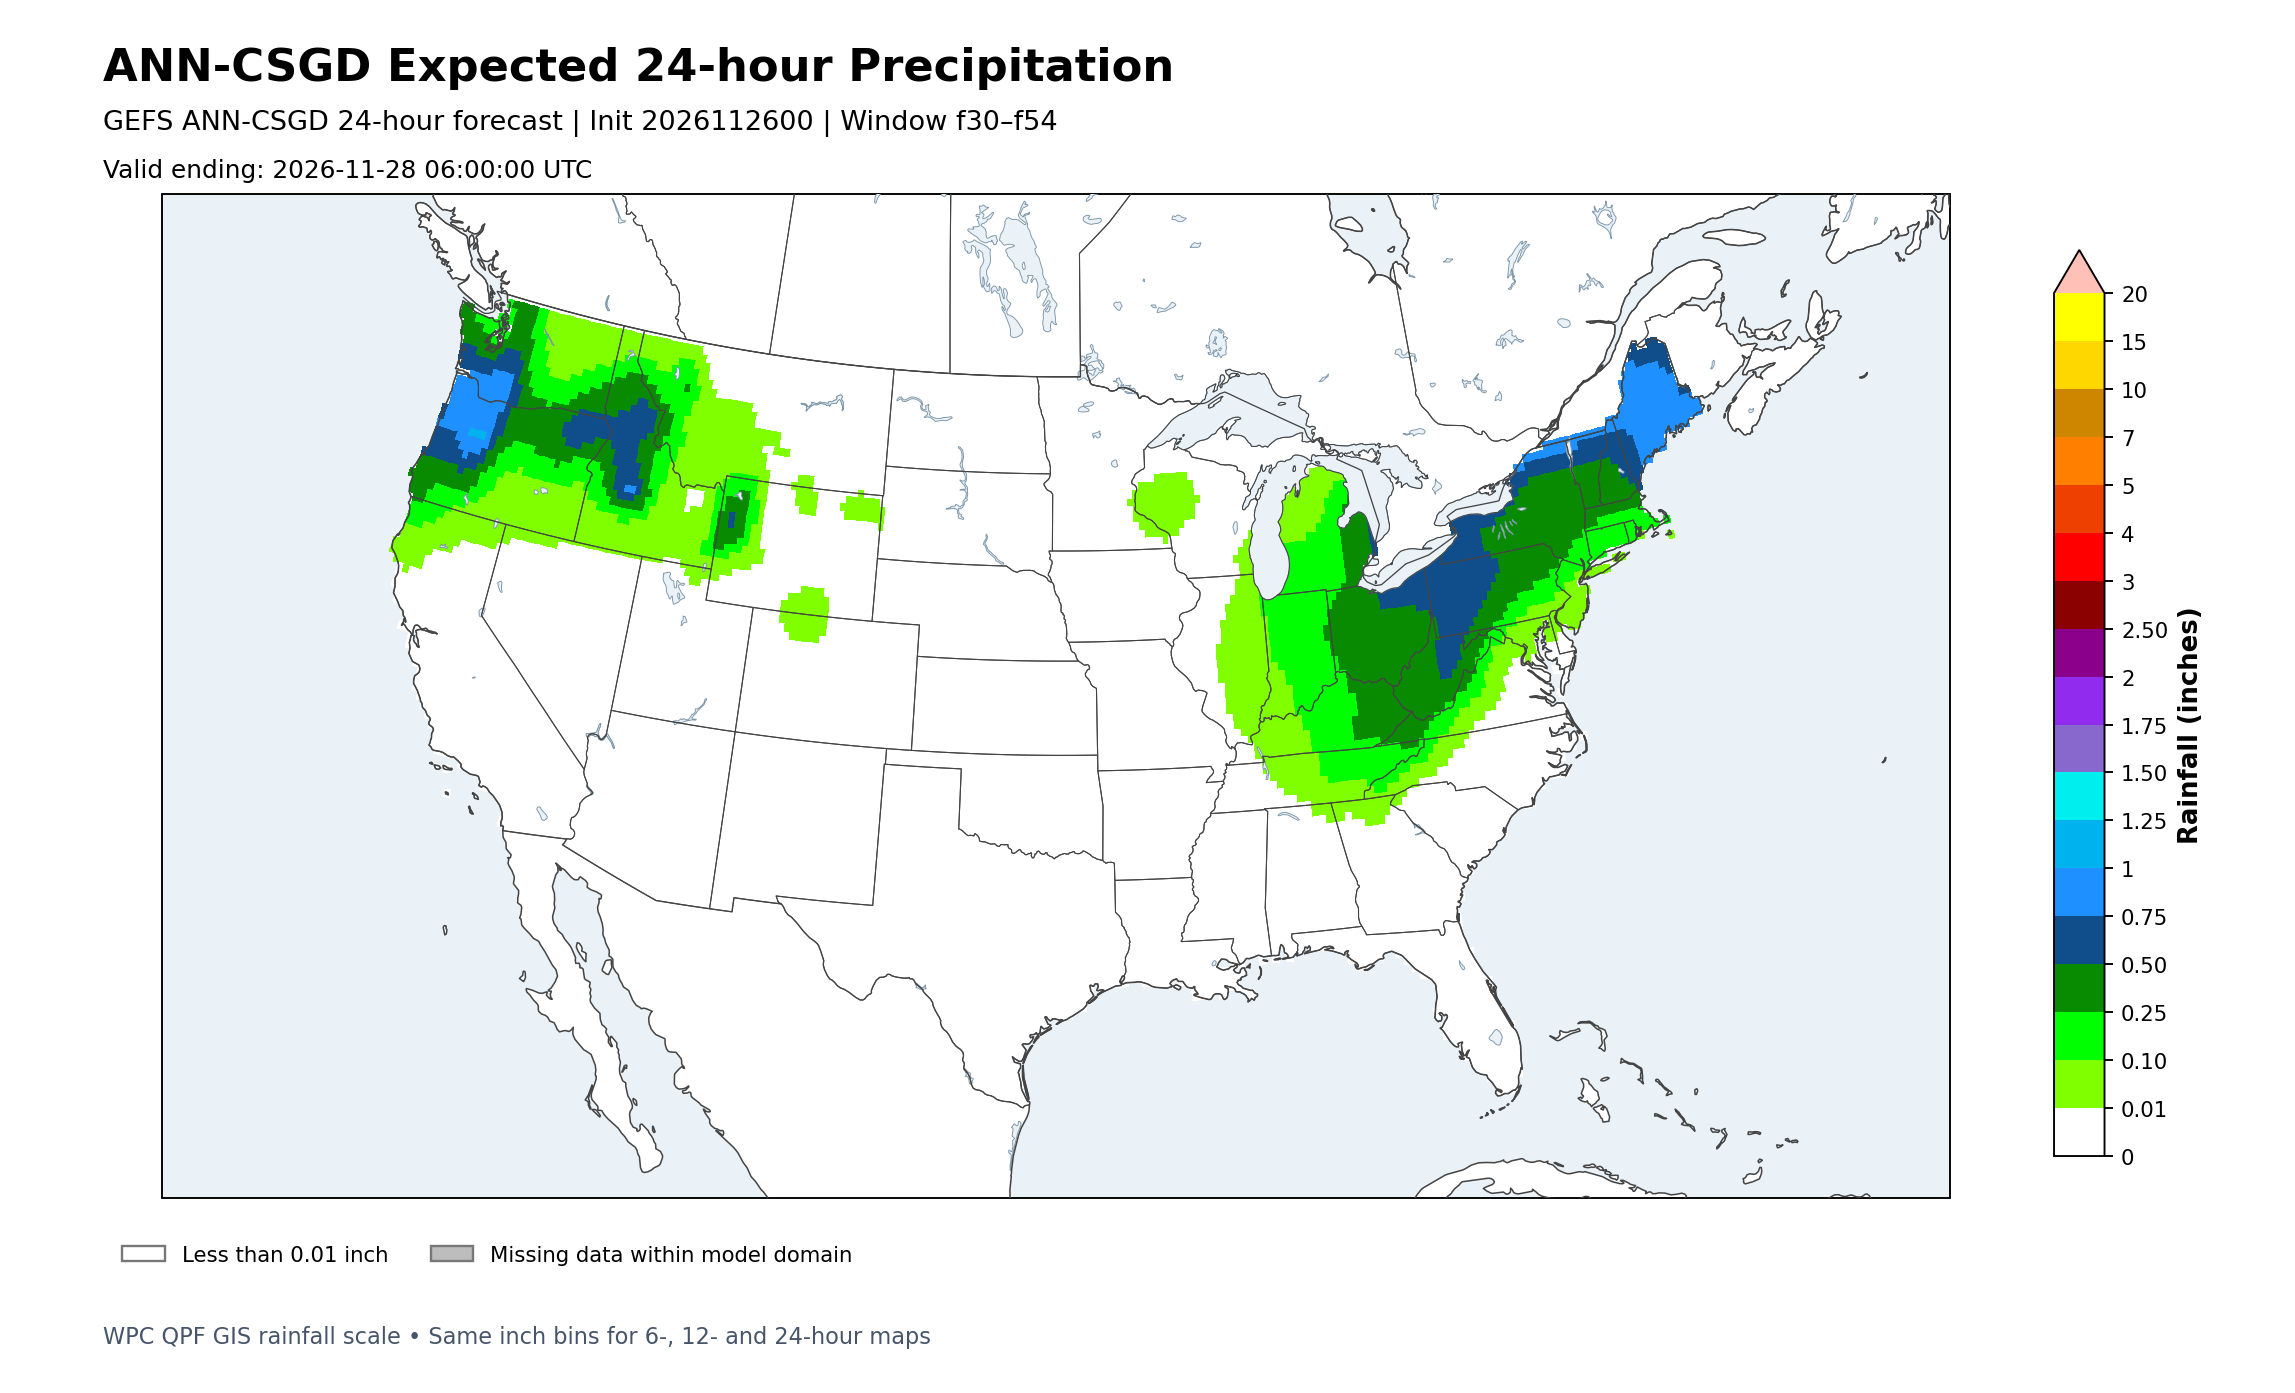 ANN-CSGD Expected 24-hour Precipitation
GEFS ANN-CSGD 24-hour forecast | Init 2026112600 | Window f30–f54
Valid ending: 2026-11-28 06:00:00 UTC
20
15
10
7
5
4
3
2.50
2
1.75
1.50
1.25
1
0.75
0.50
0.25
0.10
0.01
0
Rainfall (inches)
Less than 0.01 inch
Missing data within model domain
WPC QPF GIS rainfall scale • Same inch bins for 6-, 12- and 24-hour maps